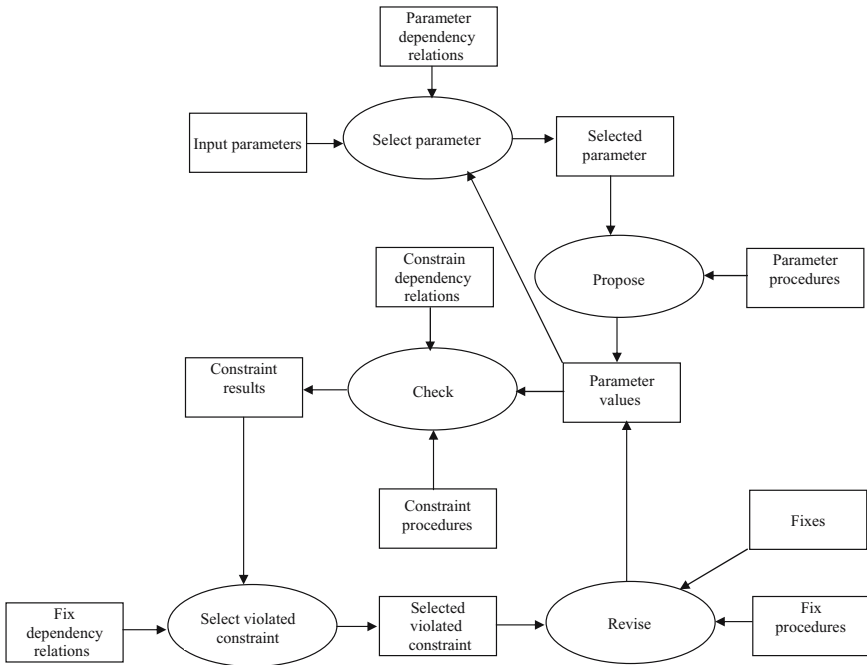 Parameter
dependency
relations
Input parameters
Select parameter
Selected
parameter
Constrain
dependency
relations
Propose
Parameter
procedures
Constraint
results
Check
Parameter
values
Constraint
procedures
Fixes
Fix
dependency
relations
Select violated
constraint
Selected
violated
constraint
Revise
Fix
procedures